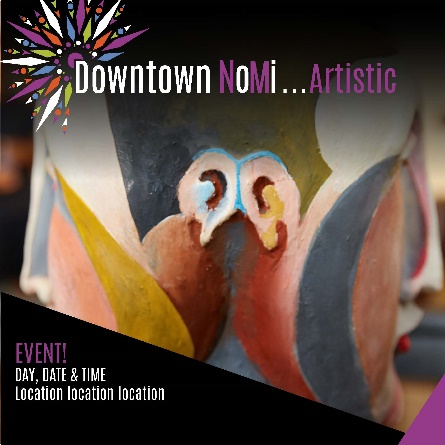 Downtown NoMi...Artistic
EVENT!
DAY, DATE & TIME
Location location location